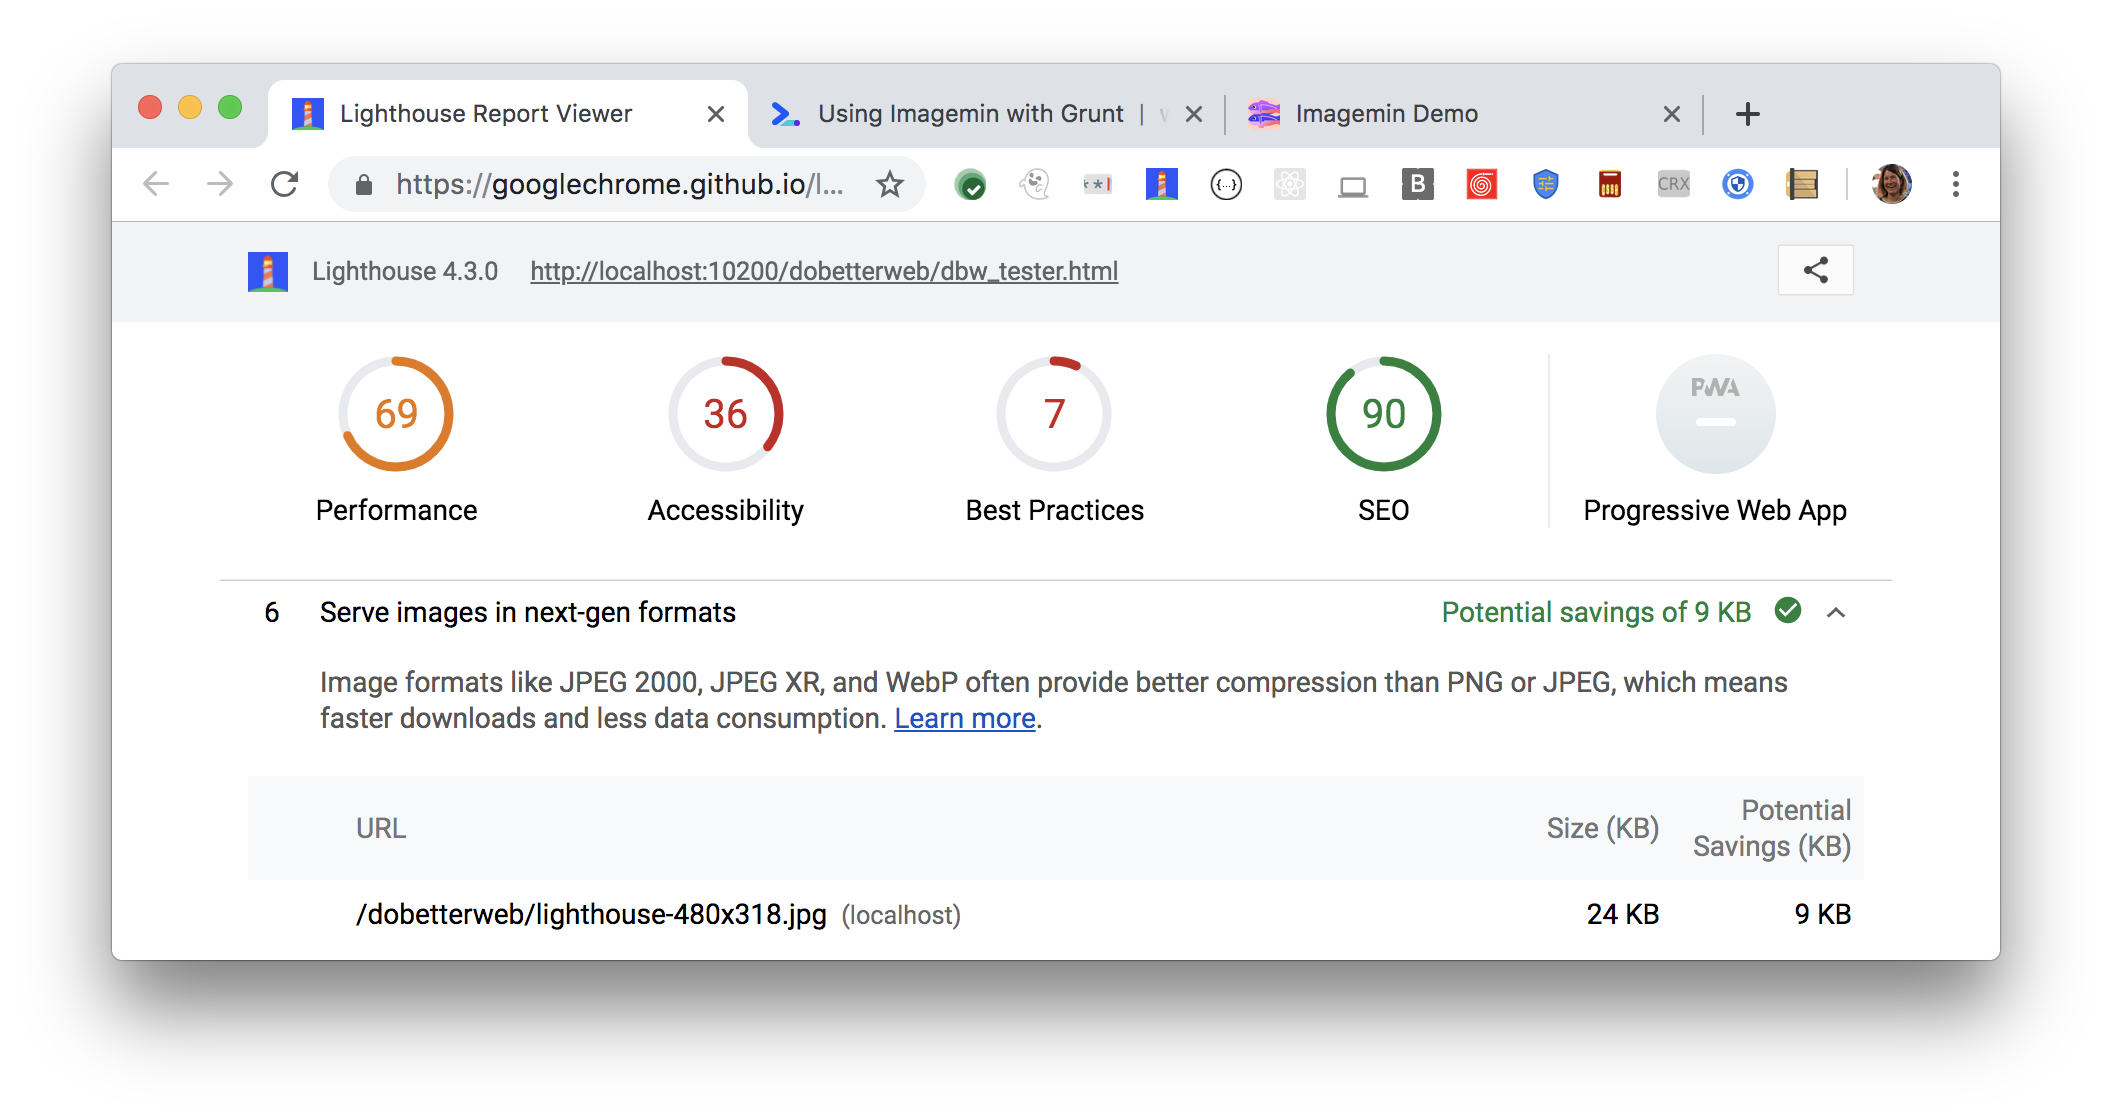 Lighthouse Report Viewer
Using Imagemin with Grunt |
Imagemin Demo
https://googlechrome.github.io/l...
**!
{...}
B
CRX
Lighthouse 4.3.0 http://localhost:10200/dobetterweb/dbw_tester.html
69
36
7
90
PWA
Performance
Accessibility
Best Practices
SEO
Progressive Web App
6 Serve images in next-gen formats Potential savings of 9 KB
Image formats like JPEG 2000, JPEG XR, and WebP often provide better compression than PNG or JPEG, which means
faster downloads and less data consumption. Learn more.
URL
Size (KB)
Potential
Savings (KB)
/dobetterweb/lighthouse-480x318.jpg (localhost) 24 KB 9 KB